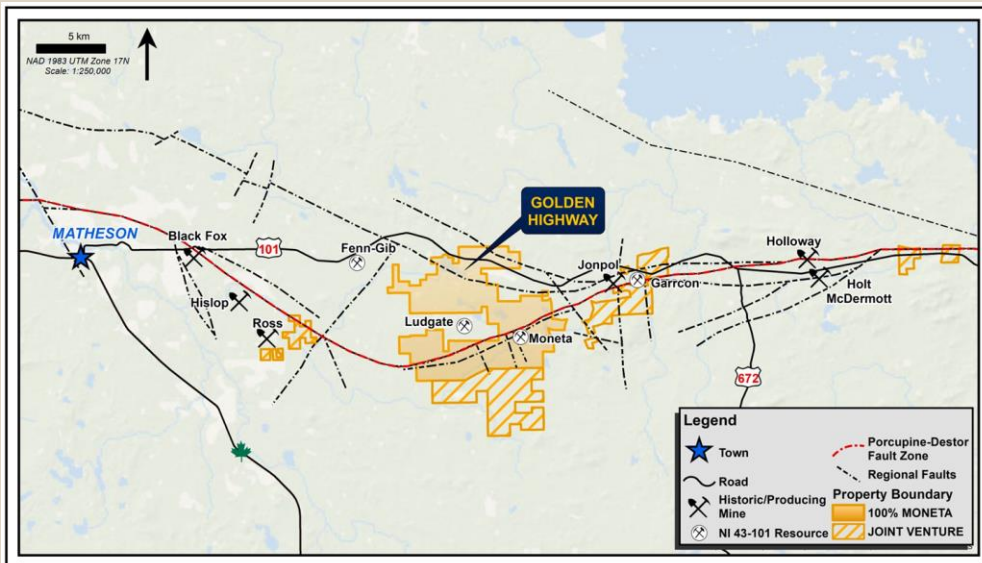 5 km
NAD 1983 UTM Zone 17N
Scale: 1:250,000
GOLDEN
HIGHWAY
MATHESON
Black Fox
101
Fenn-Gib
Holloway
Jonpol
Garrcon
Holt
McDermott
Hislop
Ross
Ludgate
Moneta
672
Legend
Town
Road
Historic/Producing
Mine
NI 43-101 Resource
Porcupine-Destor
Fault Zone
Regional Faults
Property Boundary
100% MONETA
JOINT VENTURE